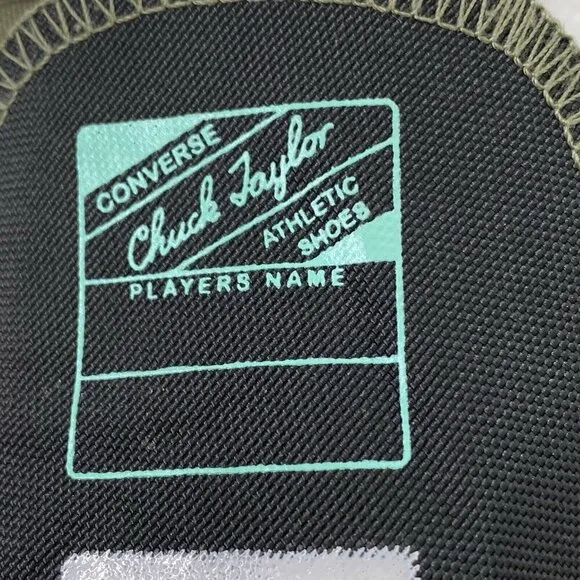 CONVERSE
Chuck Taylor
ATHLETIC
SHOES
PLAYERS NAME